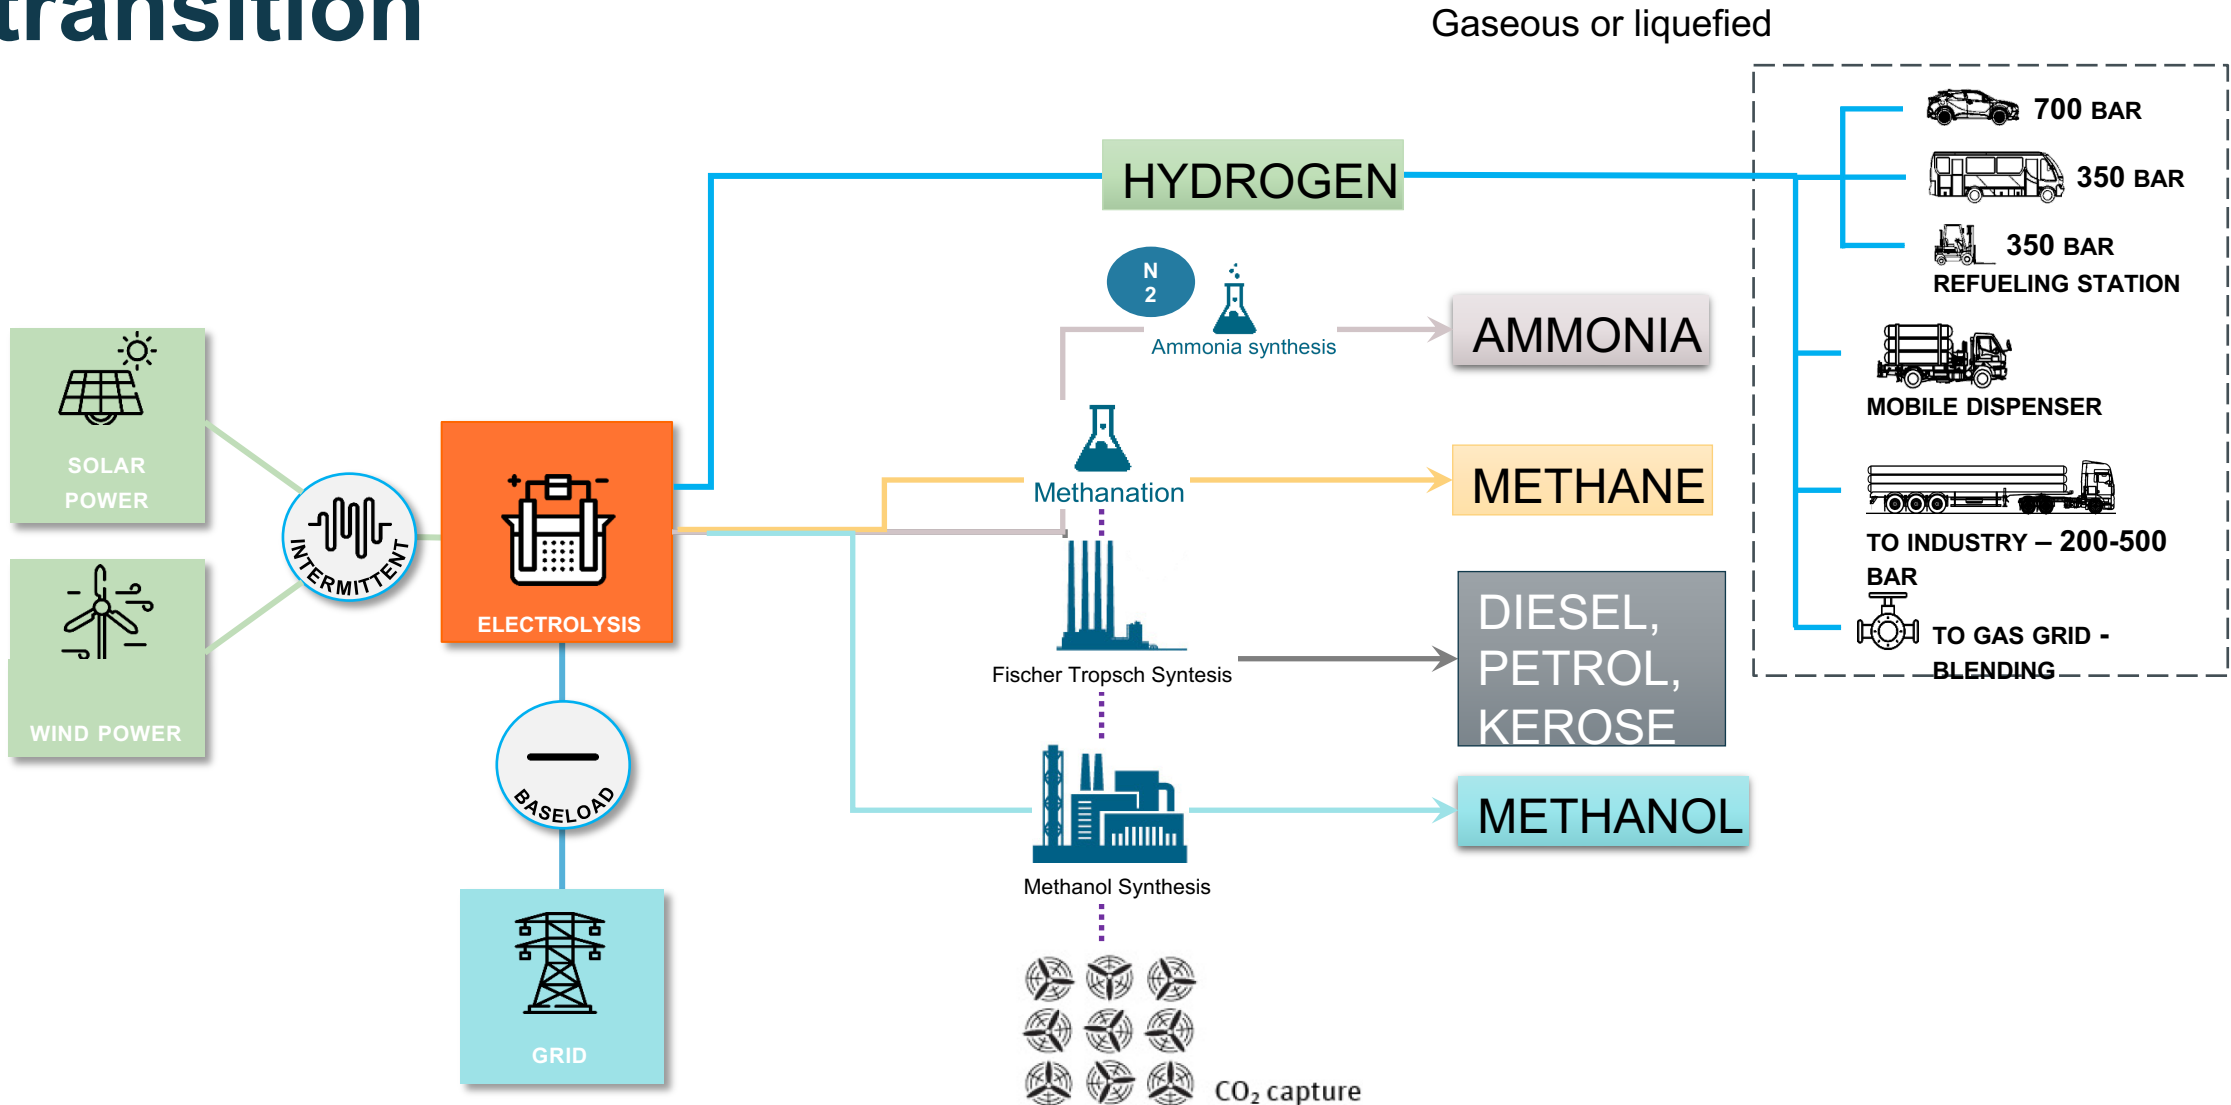 transition
Gaseous or liquefied
700 BAR
HYDROGEN
350 BAR
350 BAR
REFUELING STATION
N
2
Ammonia synthesis
AMMONIA
MOBILE DISPENSER
SOLAR
POWER
Methanation
METHANE
INTERMITTENT
TO INDUSTRY – 200-500
BAR
ELECTROLYSIS
DIESEL,
PETROL,
KEROSE
TO GAS GRID -
BLENDING
Fischer Tropsch Syntesis
WIND POWER
BASELOAD
METHANOL
Methanol Synthesis
GRID
CO₂ capture